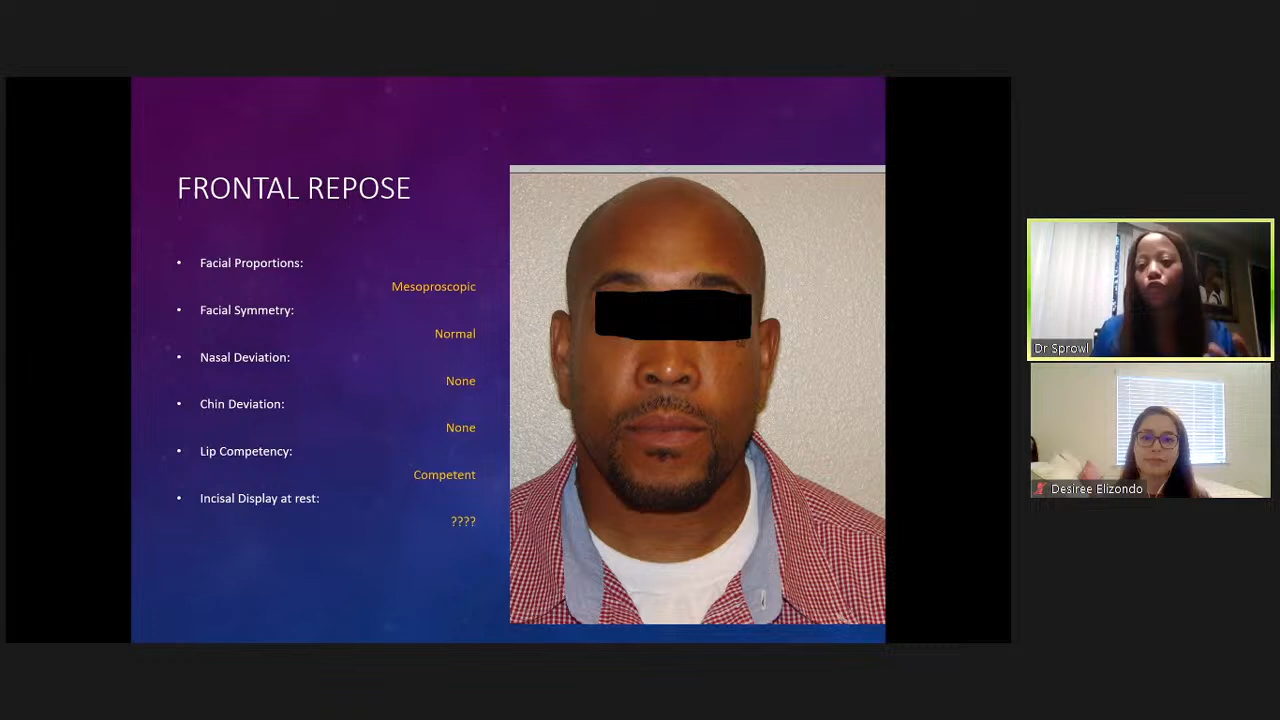 FRONTAL REPOSE
• Facial Proportions:
Mesoproscopic
• Facial Symmetry:
Normal
• Nasal Deviation:
None
• Chin Deviation:
None
• Lip Competency:
Competent
• Incisal Display at rest:
????
Dr Sprowl
Desiree Elizondo